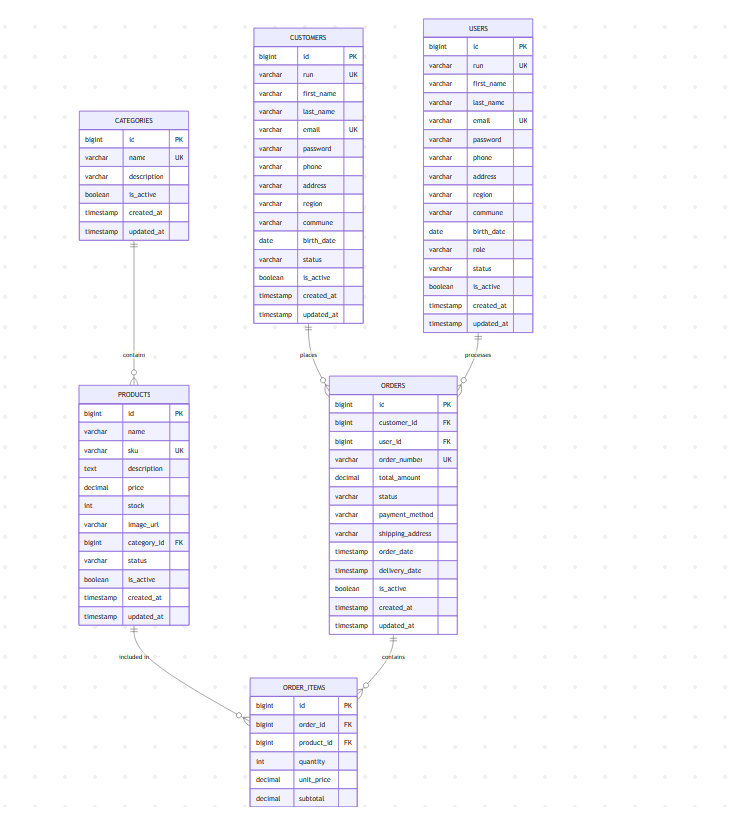 CUSTOMERS
bigint id PK
varchar run UK
varchar first_name
varchar last_name
varchar email UK
varchar password
varchar phone
varchar address
varchar region
varchar commune
date birth_date
varchar status
boolean is_active
timestamp created_at
timestamp updated_at
USERS
bigint id PK
varchar run UK
varchar first_name
varchar last_name
varchar email UK
varchar password
varchar phone
varchar address
varchar region
varchar commune
date birth_date
varchar role
varchar status
boolean is_active
timestamp created_at
timestamp updated_at
CATEGORIES
bigint id PK
varchar name UK
varchar description
boolean is_active
timestamp created_at
timestamp updated_at
contains
places
processes
PRODUCTS
bigint id PK
varchar name
varchar sku UK
text description
decimal price
int stock
varchar image_url
bigint category_id FK
varchar status
boolean is_active
timestamp created_at
timestamp updated_at
ORDERS
bigint id PK
bigint customer_id FK
bigint user_id FK
varchar order_number UK
decimal total_amount
varchar status
varchar payment_method
varchar shipping_address
timestamp order_date
timestamp delivery_date
boolean is_active
timestamp created_at
timestamp updated_at
included in
contains
ORDER_ITEMS
bigint id PK
bigint order_id FK
bigint product_id FK
int quantity
decimal unit_price
decimal subtotal